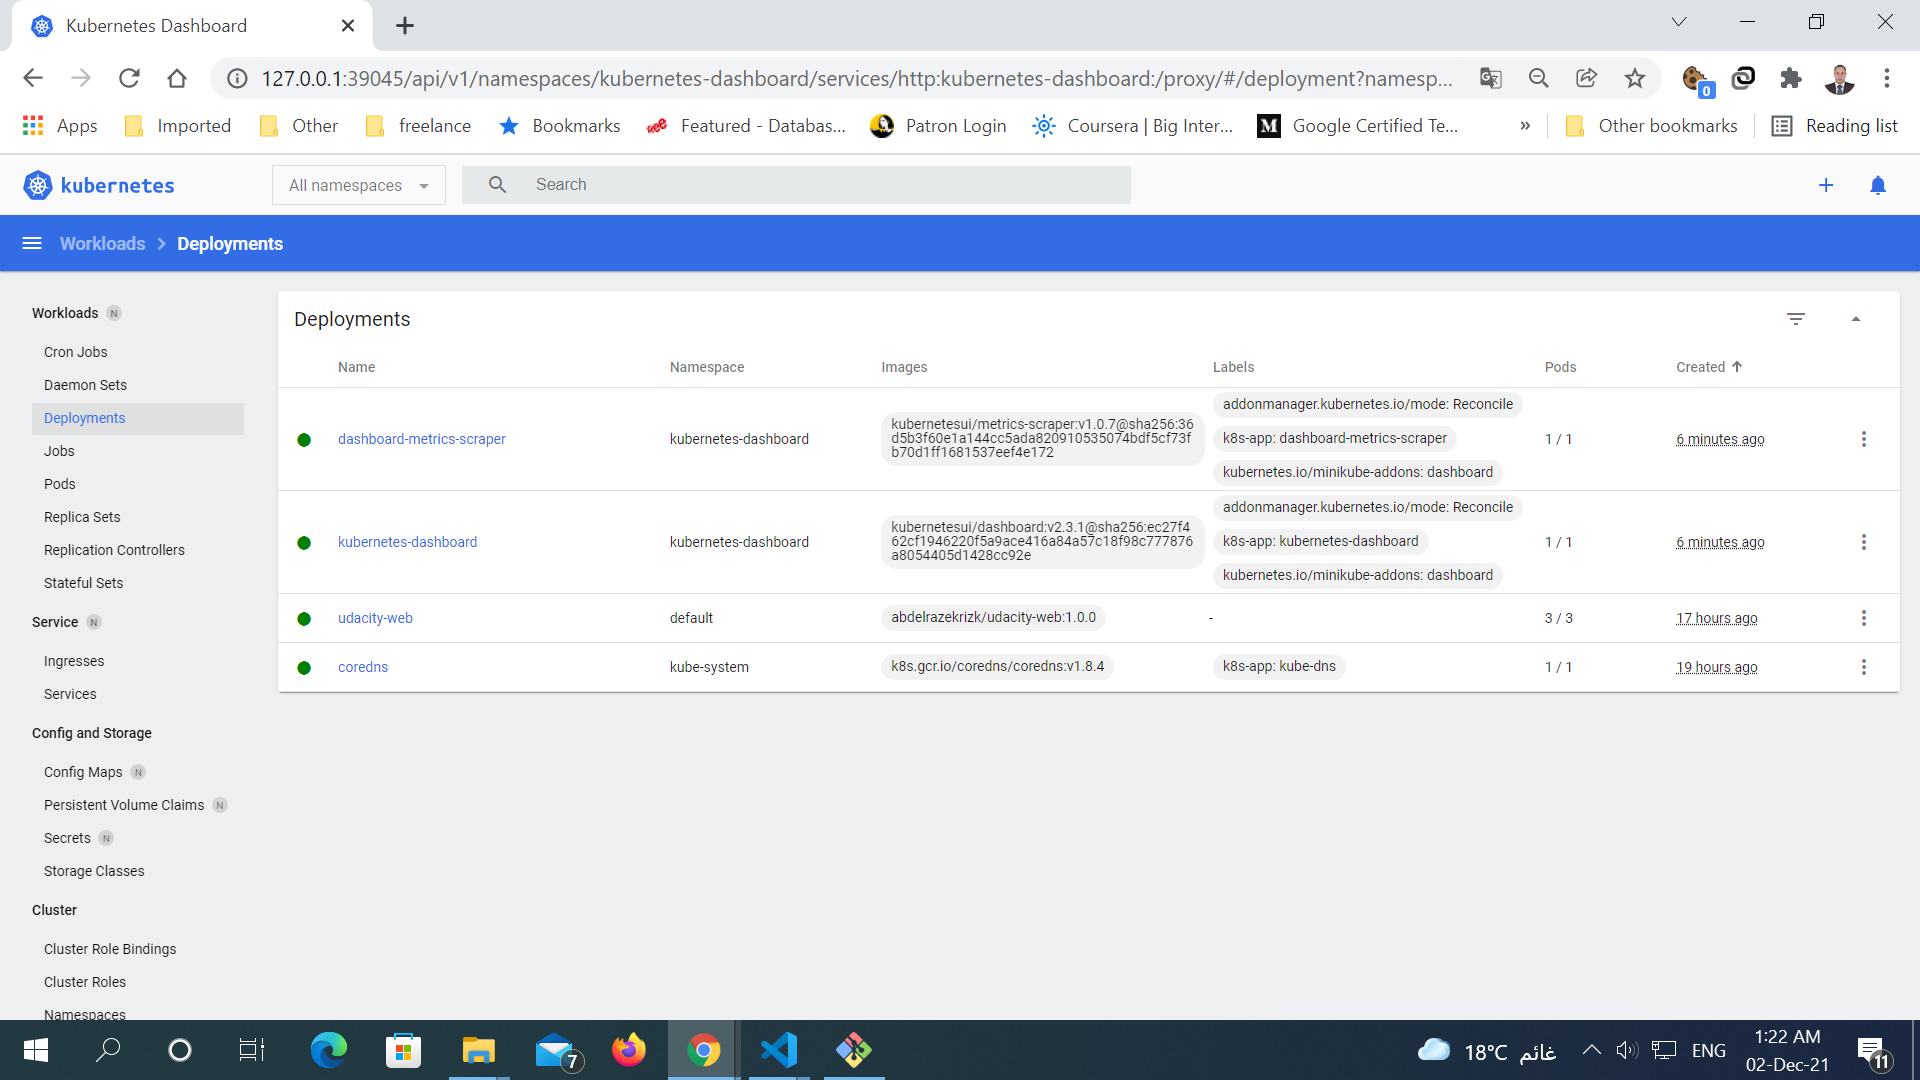 Kubernetes Dashboard
127.0.0.1:39045/api/v1/namespaces/kubernetes-dashboard/services/http:kubernetes-dashboard:/proxy/#/deployment?namesp...
0
Apps Imported Other freelance Bookmarks Featured - Databas... Patron Login Coursera | Big Inter... M Google Certified Te... » Other bookmarks Reading list
kubernetes All namespaces Search
Workloads Deployments
Workloads N
Cron Jobs
Daemon Sets
Deployments
Jobs
Pods
Replica Sets
Replication Controllers
Stateful Sets
Service N
Ingresses
Services
Config and Storage
Config Maps N
Persistent Volume Claims N
Secrets N
Storage Classes
Cluster
Cluster Role Bindings
Cluster Roles
Namespaces
Deployments
Name Namespace Images Labels Pods Created
dashboard-metrics-scraper kubernetes-dashboard
kubernetesui/metrics-scraper:v1.0.7@sha256:36
d5b3f60e1a144cc5ada820910535074bdf5cf73f
b70d1ff1681537eef4e172
addonmanager.kubernetes.io/mode: Reconcile
k8s-app: dashboard-metrics-scraper
kubernetes.io/minikube-addons: dashboard
1 / 1 6 minutes ago
kubernetes-dashboard kubernetes-dashboard
kubernetesui/dashboard:v2.3.1@sha256:ec27f4
62cf1946220f5a9ace416a84a57c18f98c777876
a8054405d1428cc92e
addonmanager.kubernetes.io/mode: Reconcile
k8s-app: kubernetes-dashboard
kubernetes.io/minikube-addons: dashboard
1 / 1 6 minutes ago
udacity-web default abdelrazekrizk/udacity-web:1.0.0 - 3 / 3 17 hours ago
coredns kube-system k8s.gcr.io/coredns/coredns:v1.8.4 k8s-app: kube-dns 1 / 1 19 hours ago
7
18°C غائم ENG
1:22 AM
02-Dec-21
11